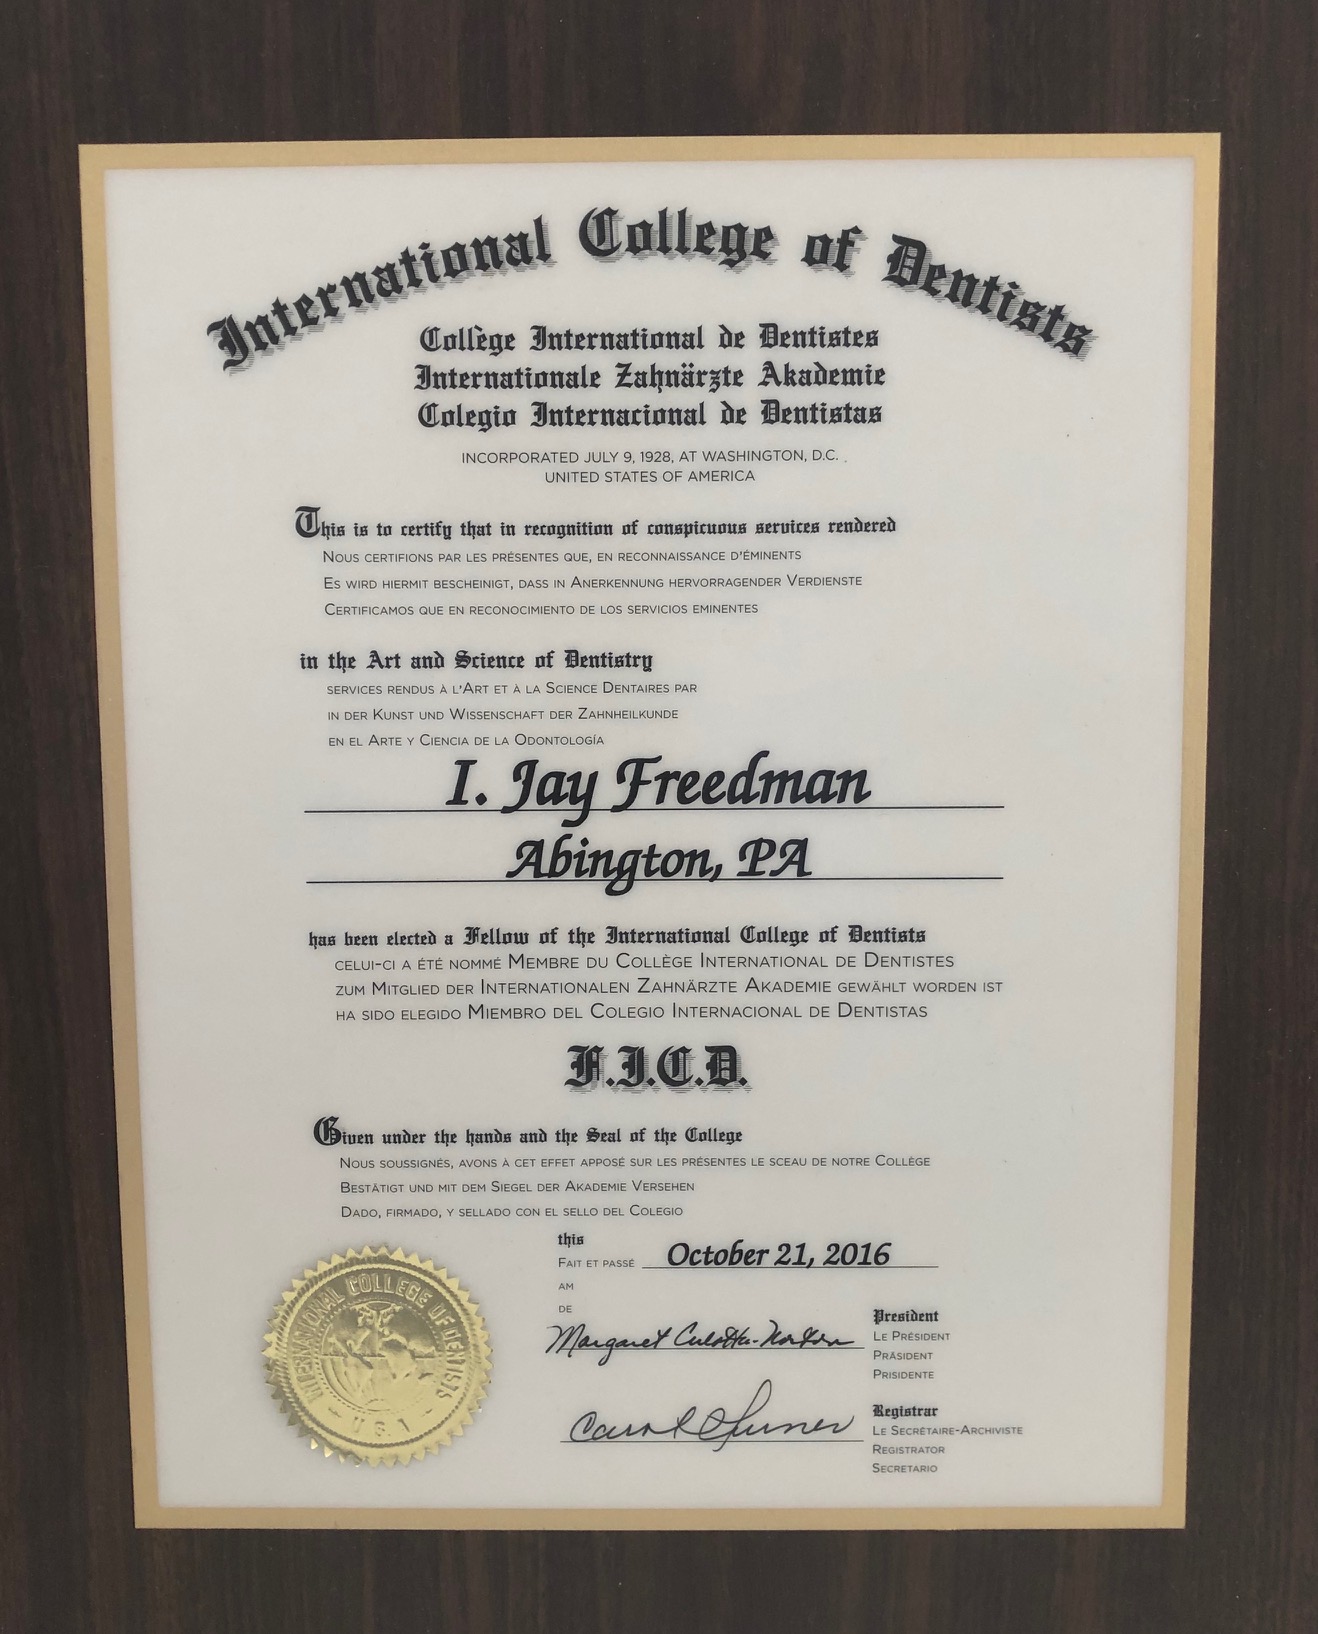 International College of Dentists
Collège International de Dentistes
Internationale Zahnärzte Akademie
Colegio Internacional de Dentistas
INCORPORATED JULY 9, 1928, AT WASHINGTON, D.C.
UNITED STATES OF AMERICA
This is to certify that in recognition of conspicuous services rendered
NOUS CERTIFIONS PAR LES PRÉSENTES QUE, EN RECONNAISSANCE D'ÉMINENTS
ES WIRD HIERMIT BESCHEINIGT, DASS IN ANERKENNUNG HERVORRAGENDER VERDIENSTE
CERTIFICAMOS QUE EN RECONOCIMIENTO DE LOS SERVICIOS EMINENTES
in the Art and Science of Dentistry
SERVICES RENDUS À L'ART ET À LA SCIENCE DENTAIRES PAR
IN DER KUNST UND WISSENSCHAFT DER ZAHNHEILKUNDE
EN EL ARTE Y CIENCIA DE LA ODONTOLOGÍA
I. Jay Freedman
Abington, PA
has been elected a Fellow of the International College of Dentists
CELUI-CI A ÉTÉ NOMMÉ MEMBRE DU COLLÈGE INTERNATIONAL DE DENTISTES
ZUM MITGLIED DER INTERNATIONALEN ZAHNÄRZTE AKADEMIE GEWÄHLT WORDEN IST
HA SIDO ELEGIDO MIEMBRO DEL COLEGIO INTERNACIONAL DE DENTISTAS
F.I.C.D.
Given under the hands and the Seal of the College
NOUS SOUSSIGNÉS, AVONS À CET EFFET APPOSÉ SUR LES PRÉSENTES LE SCEAU DE NOTRE COLLÈGE
BESTÄTIGT UND MIT DEM SIEGEL DER AKADEMIE VERSEHEN
DADO, FIRMADO, Y SELLADO CON EL SELLO DEL COLEGIO
this
FAIT ET PASSÉ October 21, 2016
AM
DE
Margaret Culotta-Norton
President
LE PRÉSIDENT
PRÄSIDENT
PRISIDENTE
Carol
Registrar
LE SECRÉTAIRE-ARCHIVISTE
REGISTRATOR
SECRETARIO
INTERNATIONAL COLLEGE OF DENTISTS
U S A